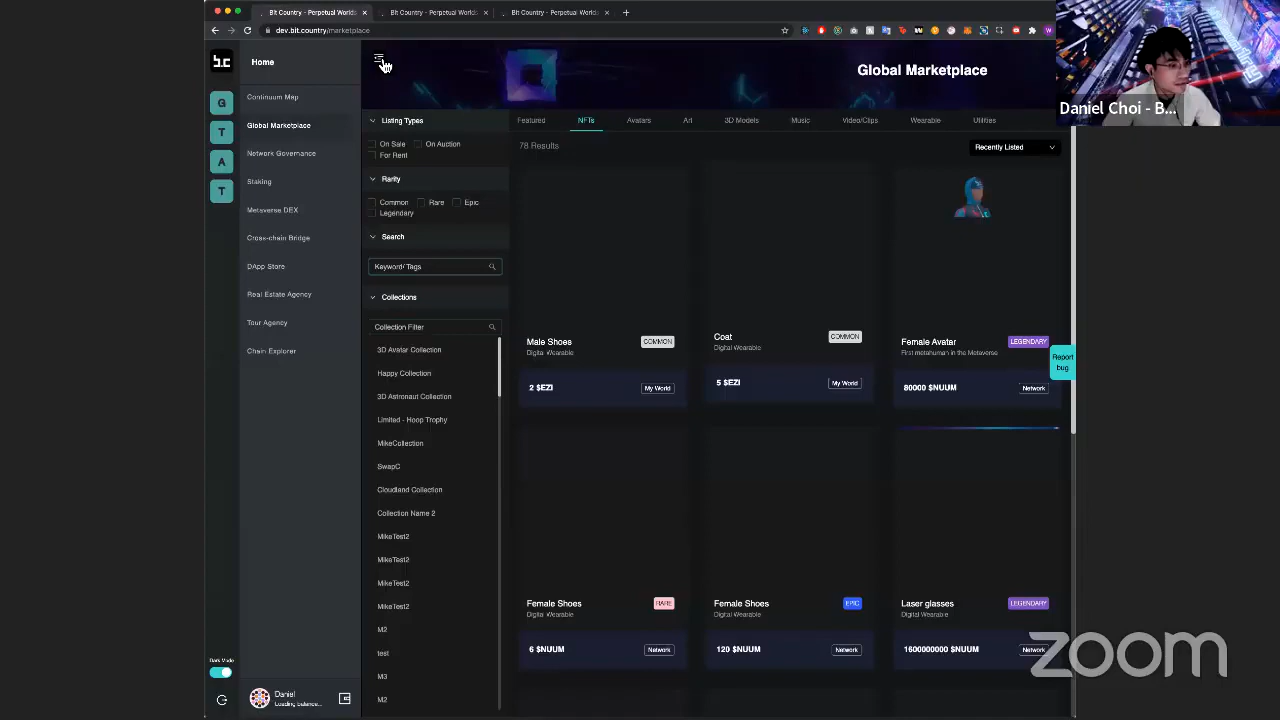 Bit Country - Perpetual World
Bit Country - Perpetual World
Bit Country - Perpetual World
dev.bit.country/marketplace
Daniel Choi - B...
b.c
G
T
A
T
Home
Continuum Map
Global Marketplace
Network Governance
Staking
Metaverse DEX
Cross-chain Bridge
DApp Store
Real Estate Agency
Tour Agency
Chain Explorer
Dark Mode
Daniel
Loading balance...
Global Marketplace
Listing Types
On Sale On Auction
For Rent
Rarity
Common Rare Epic
Legendary
Search
Keyword/ Tags
Collections
Collection Filter
3D Avatar Collection
Happy Collection
3D Astronaut Collection
Limited - Hoop Trophy
MikeCollection
SwapC
Cloudland Collection
Collection Name 2
MikeTest2
MikeTest2
MikeTest2
MikeTest2
M2
test
M3
M2
Featured NFTs Avatars Art 3D Models Music Video/Clips Wearable Utilities
78 Results
Recently Listed
Male Shoes COMMON
Digital Wearable
2 $EZI My World
Coat COMMON
Digital Wearable
5 $EZI My World
Female Avatar LEGENDARY
First metahuman in the Metaverse
80000 $NUUM Network
Report
bug
Female Shoes RARE
Digital Wearable
6 $NUUM Network
Female Shoes EPIC
Digital Wearable
120 $NUUM Network
Laser glasses LEGENDARY
Digital Wearable
1600000000 $NUUM Network
zoom